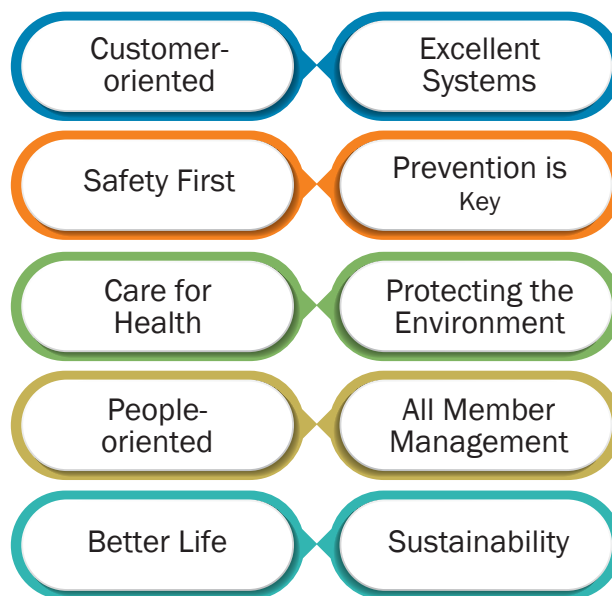 Customer-
oriented
Excellent
Systems
Safety First
Prevention is
Key
Care for
Health
Protecting the
Environment
People-
oriented
All Member
Management
Better Life
Sustainability